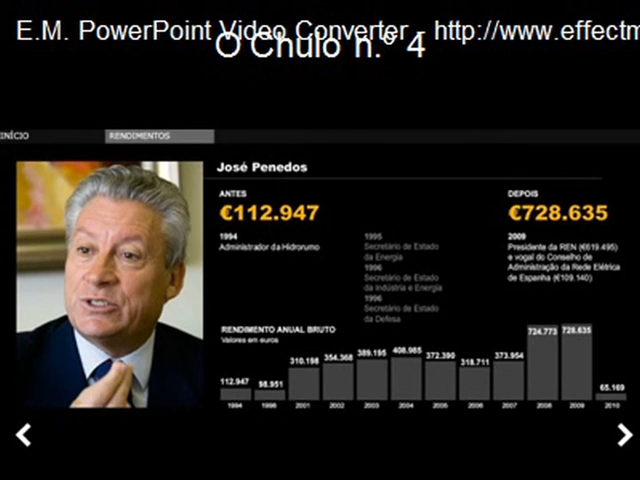 E.M. PowerPoint Video Converter - http://www.effectm
O Chulo n.º 4
INÍCIO
RENDIMENTOS
José Penedos
ANTES
€112.947
1994
Administrador da Hidrorumo
1995
Secretário de Estado
da Energia
1996
Secretário de Estado
da Indústria e Energia
1996
Secretário de Estado
da Defesa
DEPOIS
€728.635
2009
Presidente da REN (€619.495)
e vogal do Conselho de
Administração da Rede Elétrica
de Espanha (€109.140)
RENDIMENTO ANUAL BRUTO
Valores em euros
112.947 98.951 310.198 354.368 389.195 408.985 372.390 318.711 373.954 724.773 728.635 65.169
1994 1996 2001 2002 2003 2004 2005 2006 2007 2008 2009 2010